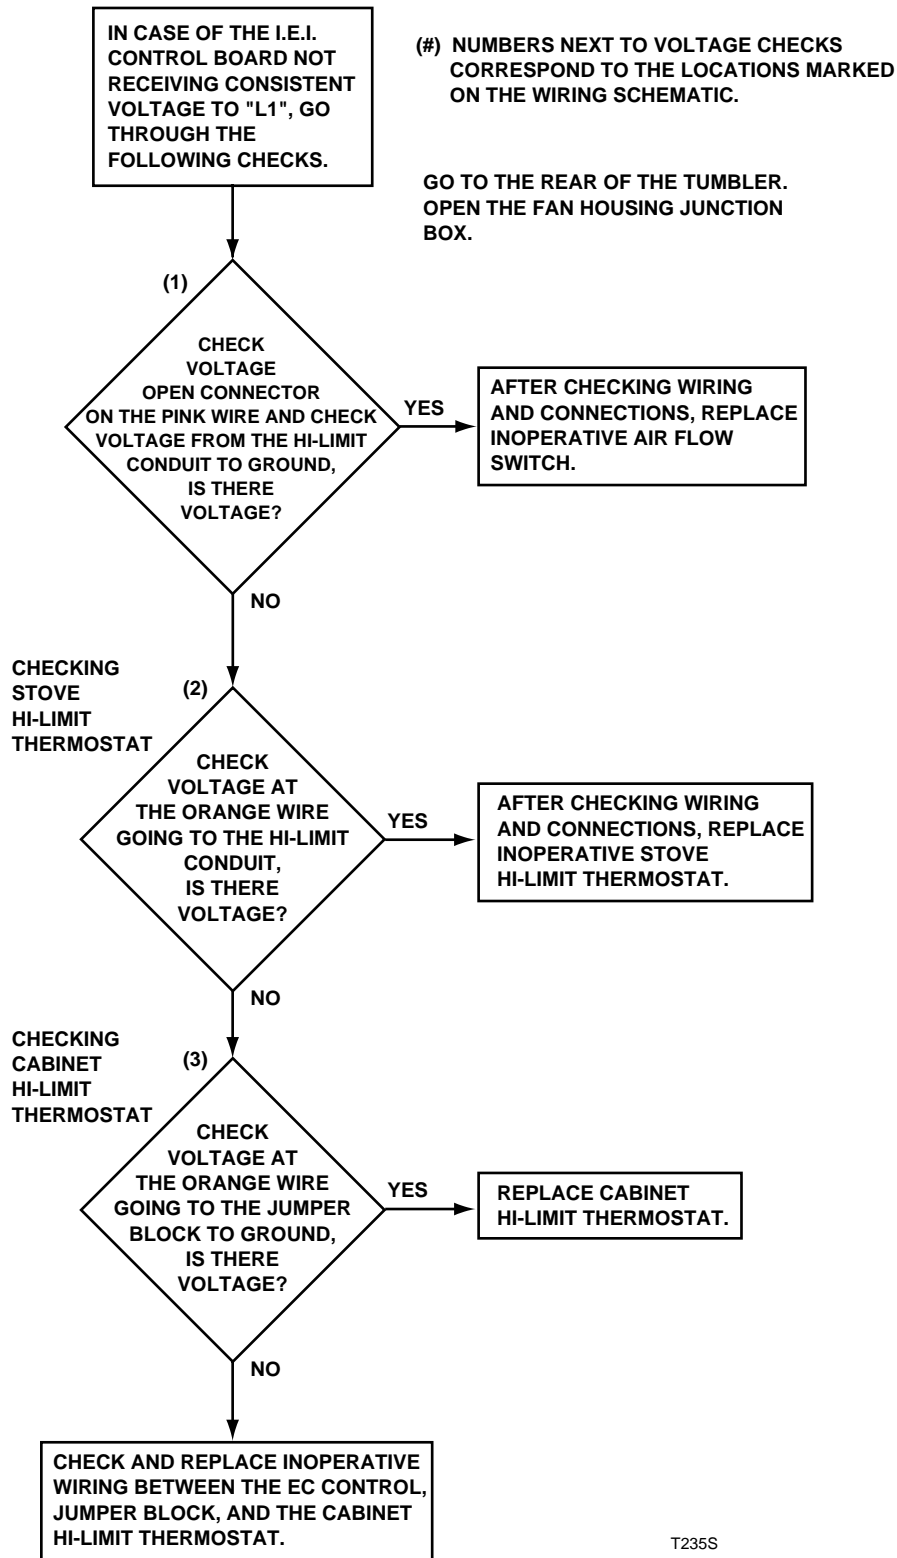 IN CASE OF THE I.E.I.
CONTROL BOARD NOT
RECEIVING CONSISTENT
VOLTAGE TO "L1", GO
THROUGH THE
FOLLOWING CHECKS.
(#) NUMBERS NEXT TO VOLTAGE CHECKS
CORRESPOND TO THE LOCATIONS MARKED
ON THE WIRING SCHEMATIC.
GO TO THE REAR OF THE TUMBLER.
OPEN THE FAN HOUSING JUNCTION
BOX.
(1)
CHECK
VOLTAGE
OPEN CONNECTOR
ON THE PINK WIRE AND CHECK
VOLTAGE FROM THE HI-LIMIT
CONDUIT TO GROUND,
IS THERE
VOLTAGE?
YES
AFTER CHECKING WIRING
AND CONNECTIONS, REPLACE
INOPERATIVE AIR FLOW
SWITCH.
NO
CHECKING
STOVE
HI-LIMIT
THERMOSTAT
(2)
CHECK
VOLTAGE AT
THE ORANGE WIRE
GOING TO THE HI-LIMIT
CONDUIT,
IS THERE
VOLTAGE?
YES
AFTER CHECKING WIRING
AND CONNECTIONS, REPLACE
INOPERATIVE STOVE
HI-LIMIT THERMOSTAT.
NO
CHECKING
CABINET
HI-LIMIT
THERMOSTAT
(3)
CHECK
VOLTAGE AT
THE ORANGE WIRE
GOING TO THE JUMPER
BLOCK TO GROUND,
IS THERE
VOLTAGE?
YES
REPLACE CABINET
HI-LIMIT THERMOSTAT.
NO
CHECK AND REPLACE INOPERATIVE
WIRING BETWEEN THE EC CONTROL,
JUMPER BLOCK, AND THE CABINET
HI-LIMIT THERMOSTAT.
T235S